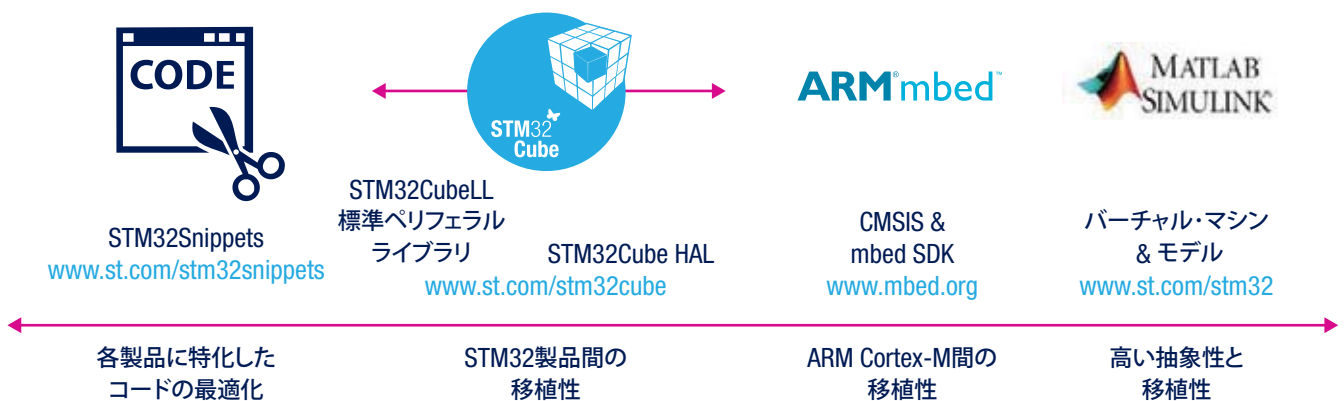 CODE
STM32Snippets
www.st.com/stm32snippets
STM32
Cube
STM32CubeLL
標準ペリフェラル
ライブラリ
STM32Cube HAL
www.st.com/stm32cube
ARM®mbed™
CMSIS &
mbed SDK
www.mbed.org
MATLAB
SIMULINK®
バーチャル・マシン
& モデル
www.st.com/stm32
各製品に特化した
コードの最適化
STM32製品間の
移植性
ARM Cortex-M間の
移植性
高い抽象性と
移植性